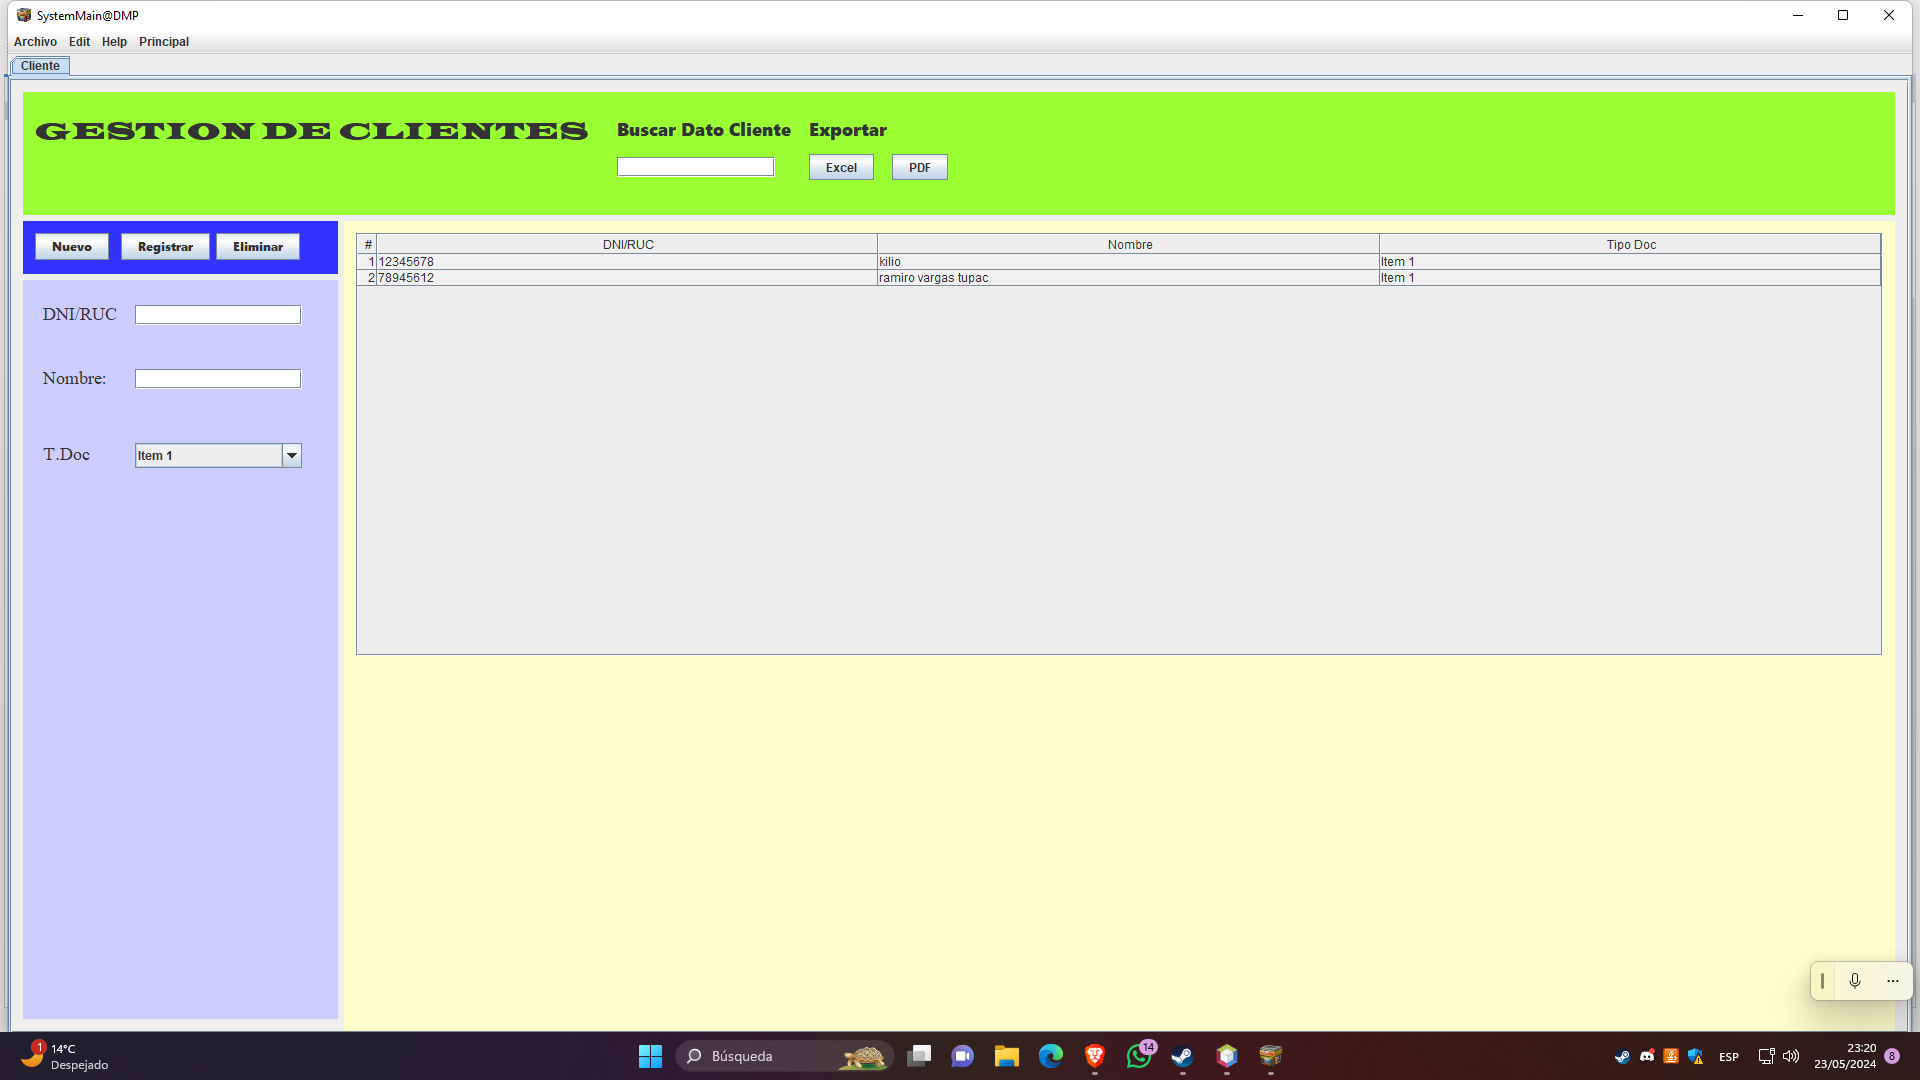 SystemMain@DMP
Archivo Edit Help Principal
Cliente
GESTION DE CLIENTES
Buscar Dato Cliente
Exportar
Excel
PDF
Nuevo
Registrar
Eliminar
DNI/RUC
Nombre:
T.Doc
Item 1
# DNI/RUC Nombre Tipo Doc
1 12345678 kilio Item 1
2 78945612 ramiro vargas tupac Item 1
1
14°C
Despejado
Búsqueda
14
ESP
23:20
23/05/2024
8